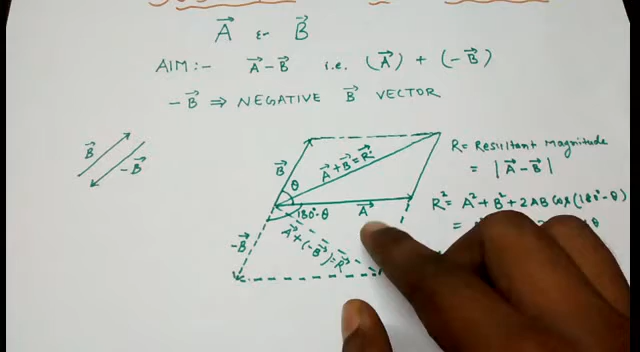 A⃗ & B⃗
AIM:- A⃗-B⃗ i.e. (A⃗) + (-B⃗)
-B⃗ ⇒ NEGATIVE B⃗ VECTOR
B⃗
-B⃗
B⃗
θ
A⃗+B⃗=R⃗
180°-θ
A⃗
-B⃗
A⃗+(-B⃗)=R⃗
R = Resultant Magnitude
= |A⃗-B⃗|
R² = A²+B²+2AB Cos(180°-θ)
=